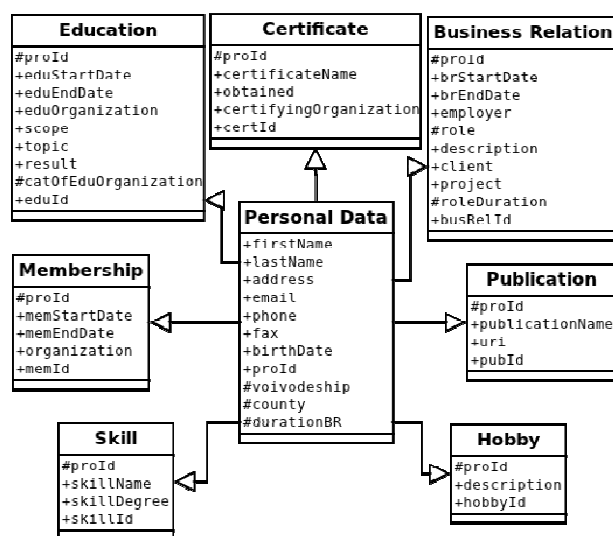 Education
#proId
+eduStartDate
+eduEndDate
+eduOrganization
+scope
+topic
+result
#catOfEduOrganization
+eduId
Certificate
#proId
+certificateName
+obtained
+certifyingOrganization
+certId
Business Relation
#proId
+brStartDate
+brEndDate
+employer
#role
+description
+client
+project
#roleDuration
+busRelId
Personal Data
+firstName
+lastName
+address
+email
+phone
+fax
+birthDate
+proId
#voivodeship
#county
#durationBR
Membership
#proId
+memStartDate
+memEndDate
+organization
+memId
Publication
#proId
+publicationName
+uri
+pubId
Skill
#proId
+skillName
+skillDegree
+skillId
Hobby
#proId
+description
+hobbyId